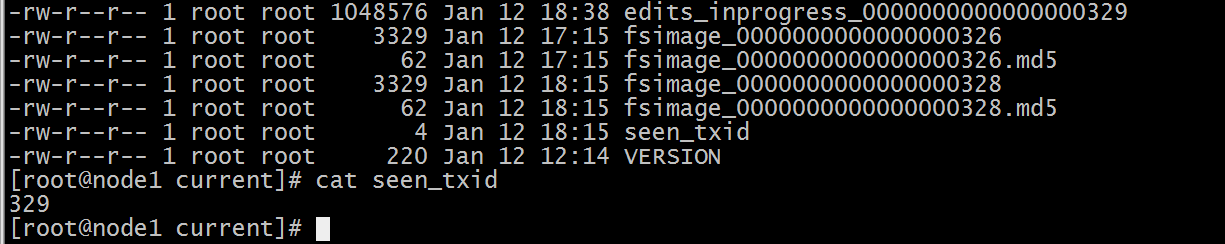 -rw-r--r-- 1 root root 1048576 Jan 12 18:38 edits_inprogress_0000000000000000329
-rw-r--r-- 1 root root    3329 Jan 12 17:15 fsimage_0000000000000000326
-rw-r--r-- 1 root root      62 Jan 12 17:15 fsimage_0000000000000000326.md5
-rw-r--r-- 1 root root    3329 Jan 12 18:15 fsimage_0000000000000000328
-rw-r--r-- 1 root root      62 Jan 12 18:15 fsimage_0000000000000000328.md5
-rw-r--r-- 1 root root       4 Jan 12 18:15 seen_txid
-rw-r--r-- 1 root root     220 Jan 12 12:14 VERSION
[root@node1 current]# cat seen_txid
329
[root@node1 current]#